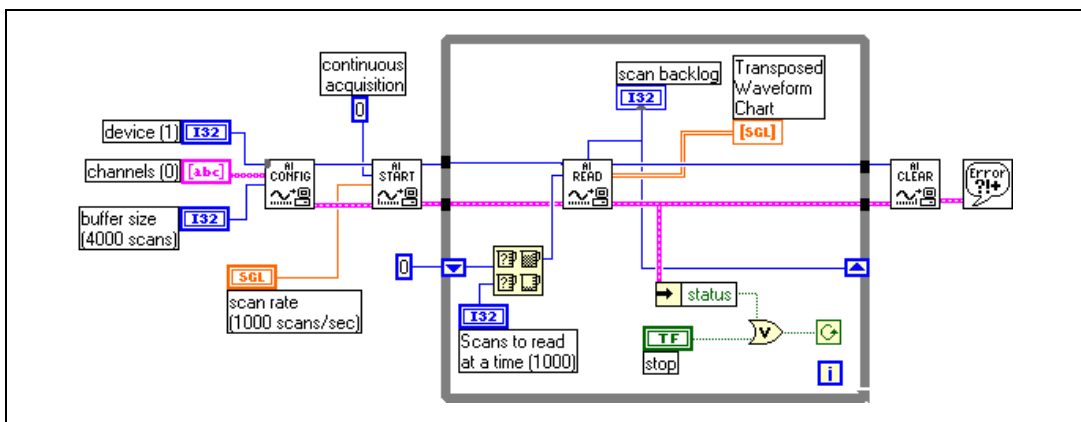 continuous
acquisition
0
scan backlog
I32
Transposed
Waveform
Chart
[SGL]
device (1)
I32
channels (0)
[abc]
buffer size
(4000 scans)
I32
AI
CONFIG
AI
START
AI
READ
AI
CLEAR
Error
?!+
SGL
scan rate
(1000 scans/sec)
0
I32
Scans to read
at a time (1000)
status
TF
stop
V
i